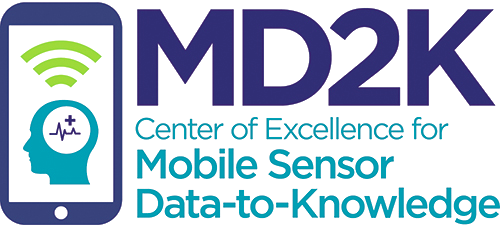 MD2K
Center of Excellence for
Mobile Sensor
Data-to-Knowledge